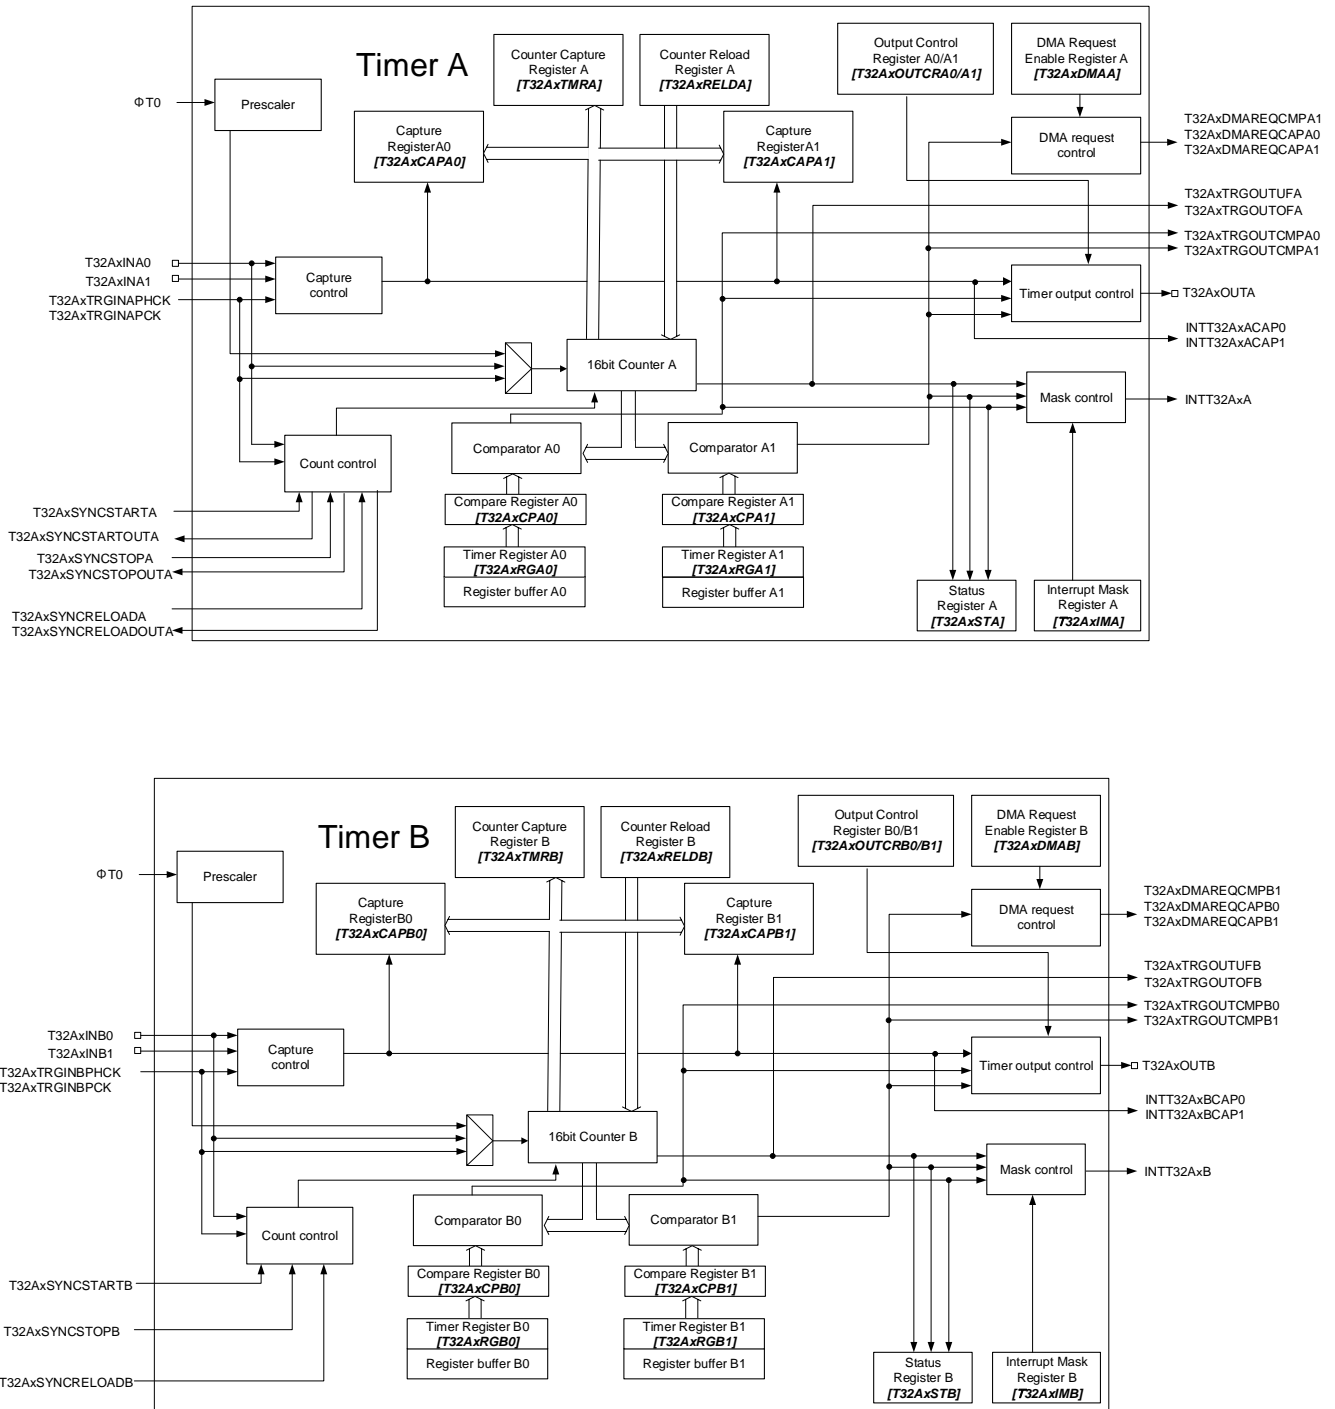 Timer A
Counter Capture
Register A
[T32AxTMRA]
Counter Reload
Register A
[T32AxRELDA]
Output Control
Register A0/A1
[T32AxOUTCRA0/A1]
DMA Request
Enable Register A
[T32AxDMAA]
ΦT0
Prescaler
Capture
RegisterA0
[T32AxCAPA0]
Capture
RegisterA1
[T32AxCAPA1]
DMA request
control
T32AxDMAREQCMPA1
T32AxDMAREQCAPA0
T32AxDMAREQCAPA1
T32AxTRGOUTUFA
T32AxTRGOUTOFA
T32AxTRGOUTCMPA0
T32AxTRGOUTCMPA1
T32AxINA0
T32AxINA1
T32AxTRGINAPHCK
T32AxTRGINAPCK
Capture
control
Timer output control
T32AxOUTA
INTT32AxACAP0
INTT32AxACAP1
16bit Counter A
Mask control
INTT32AxA
Count control
Comparator A0
Comparator A1
Compare Register A0
[T32AxCPA0]
Compare Register A1
[T32AxCPA1]
Timer Register A0
[T32AxRGA0]
Register buffer A0
Timer Register A1
[T32AxRGA1]
Register buffer A1
T32AxSYNCSTARTA
T32AxSYNCSTARTOUTA
T32AxSYNCSTOPA
T32AxSYNCSTOPOUTA
T32AxSYNCRELOADA
T32AxSYNCRELOADOUTA
Status
Register A
[T32AxSTA]
Interrupt Mask
Register A
[T32AxIMA]
Timer B
Counter Capture
Register B
[T32AxTMRB]
Counter Reload
Register B
[T32AxRELDB]
Output Control
Register B0/B1
[T32AxOUTCRB0/B1]
DMA Request
Enable Register B
[T32AxDMAB]
ΦT0
Prescaler
Capture
RegisterB0
[T32AxCAPB0]
Capture
Register B1
[T32AxCAPB1]
DMA request
control
T32AxDMAREQCMPB1
T32AxDMAREQCAPB0
T32AxDMAREQCAPB1
T32AxTRGOUTUFB
T32AxTRGOUTOFB
T32AxTRGOUTCMPB0
T32AxTRGOUTCMPB1
T32AxINB0
T32AxINB1
T32AxTRGINBPHCK
T32AxTRGINBPCK
Capture
control
Timer output control
T32AxOUTB
INTT32AxBCAP0
INTT32AxBCAP1
16bit Counter B
Mask control
INTT32AxB
Count control
Comparator B0
Comparator B1
Compare Register B0
[T32AxCPB0]
Compare Register B1
[T32AxCPB1]
Timer Register B0
[T32AxRGB0]
Register buffer B0
Timer Register B1
[T32AxRGB1]
Register buffer B1
T32AxSYNCSTARTB
T32AxSYNCSTOPB
T32AxSYNCRELOADB
Status
Register B
[T32AxSTB]
Interrupt Mask
Register B
[T32AxIMB]